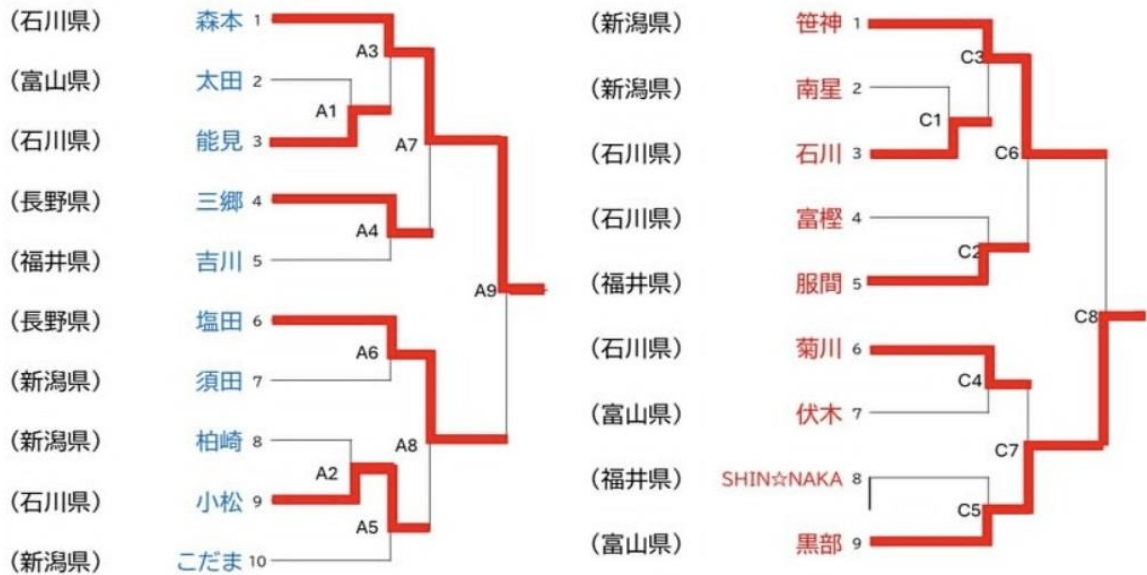 (石川県) 森本 1
A3
(富山県) 太田 2
A1
(石川県) 能見 3
A7
(長野県) 三郷 4
A4
(福井県) 吉川 5
A9
(長野県) 塩田 6
A6
(新潟県) 須田 7
(新潟県) 柏崎 8
A8
A2
(石川県) 小松 9
A5
(新潟県) こだま 10
(新潟県) 笹神 1
C3
(新潟県) 南星 2
C1
(石川県) 石川 3
C6
(石川県) 富樫 4
C2
(福井県) 服間 5
C8
(石川県) 菊川 6
C4
(富山県) 伏木 7
C7
(福井県) SHIN☆NAKA 8
C5
(富山県) 黒部 9